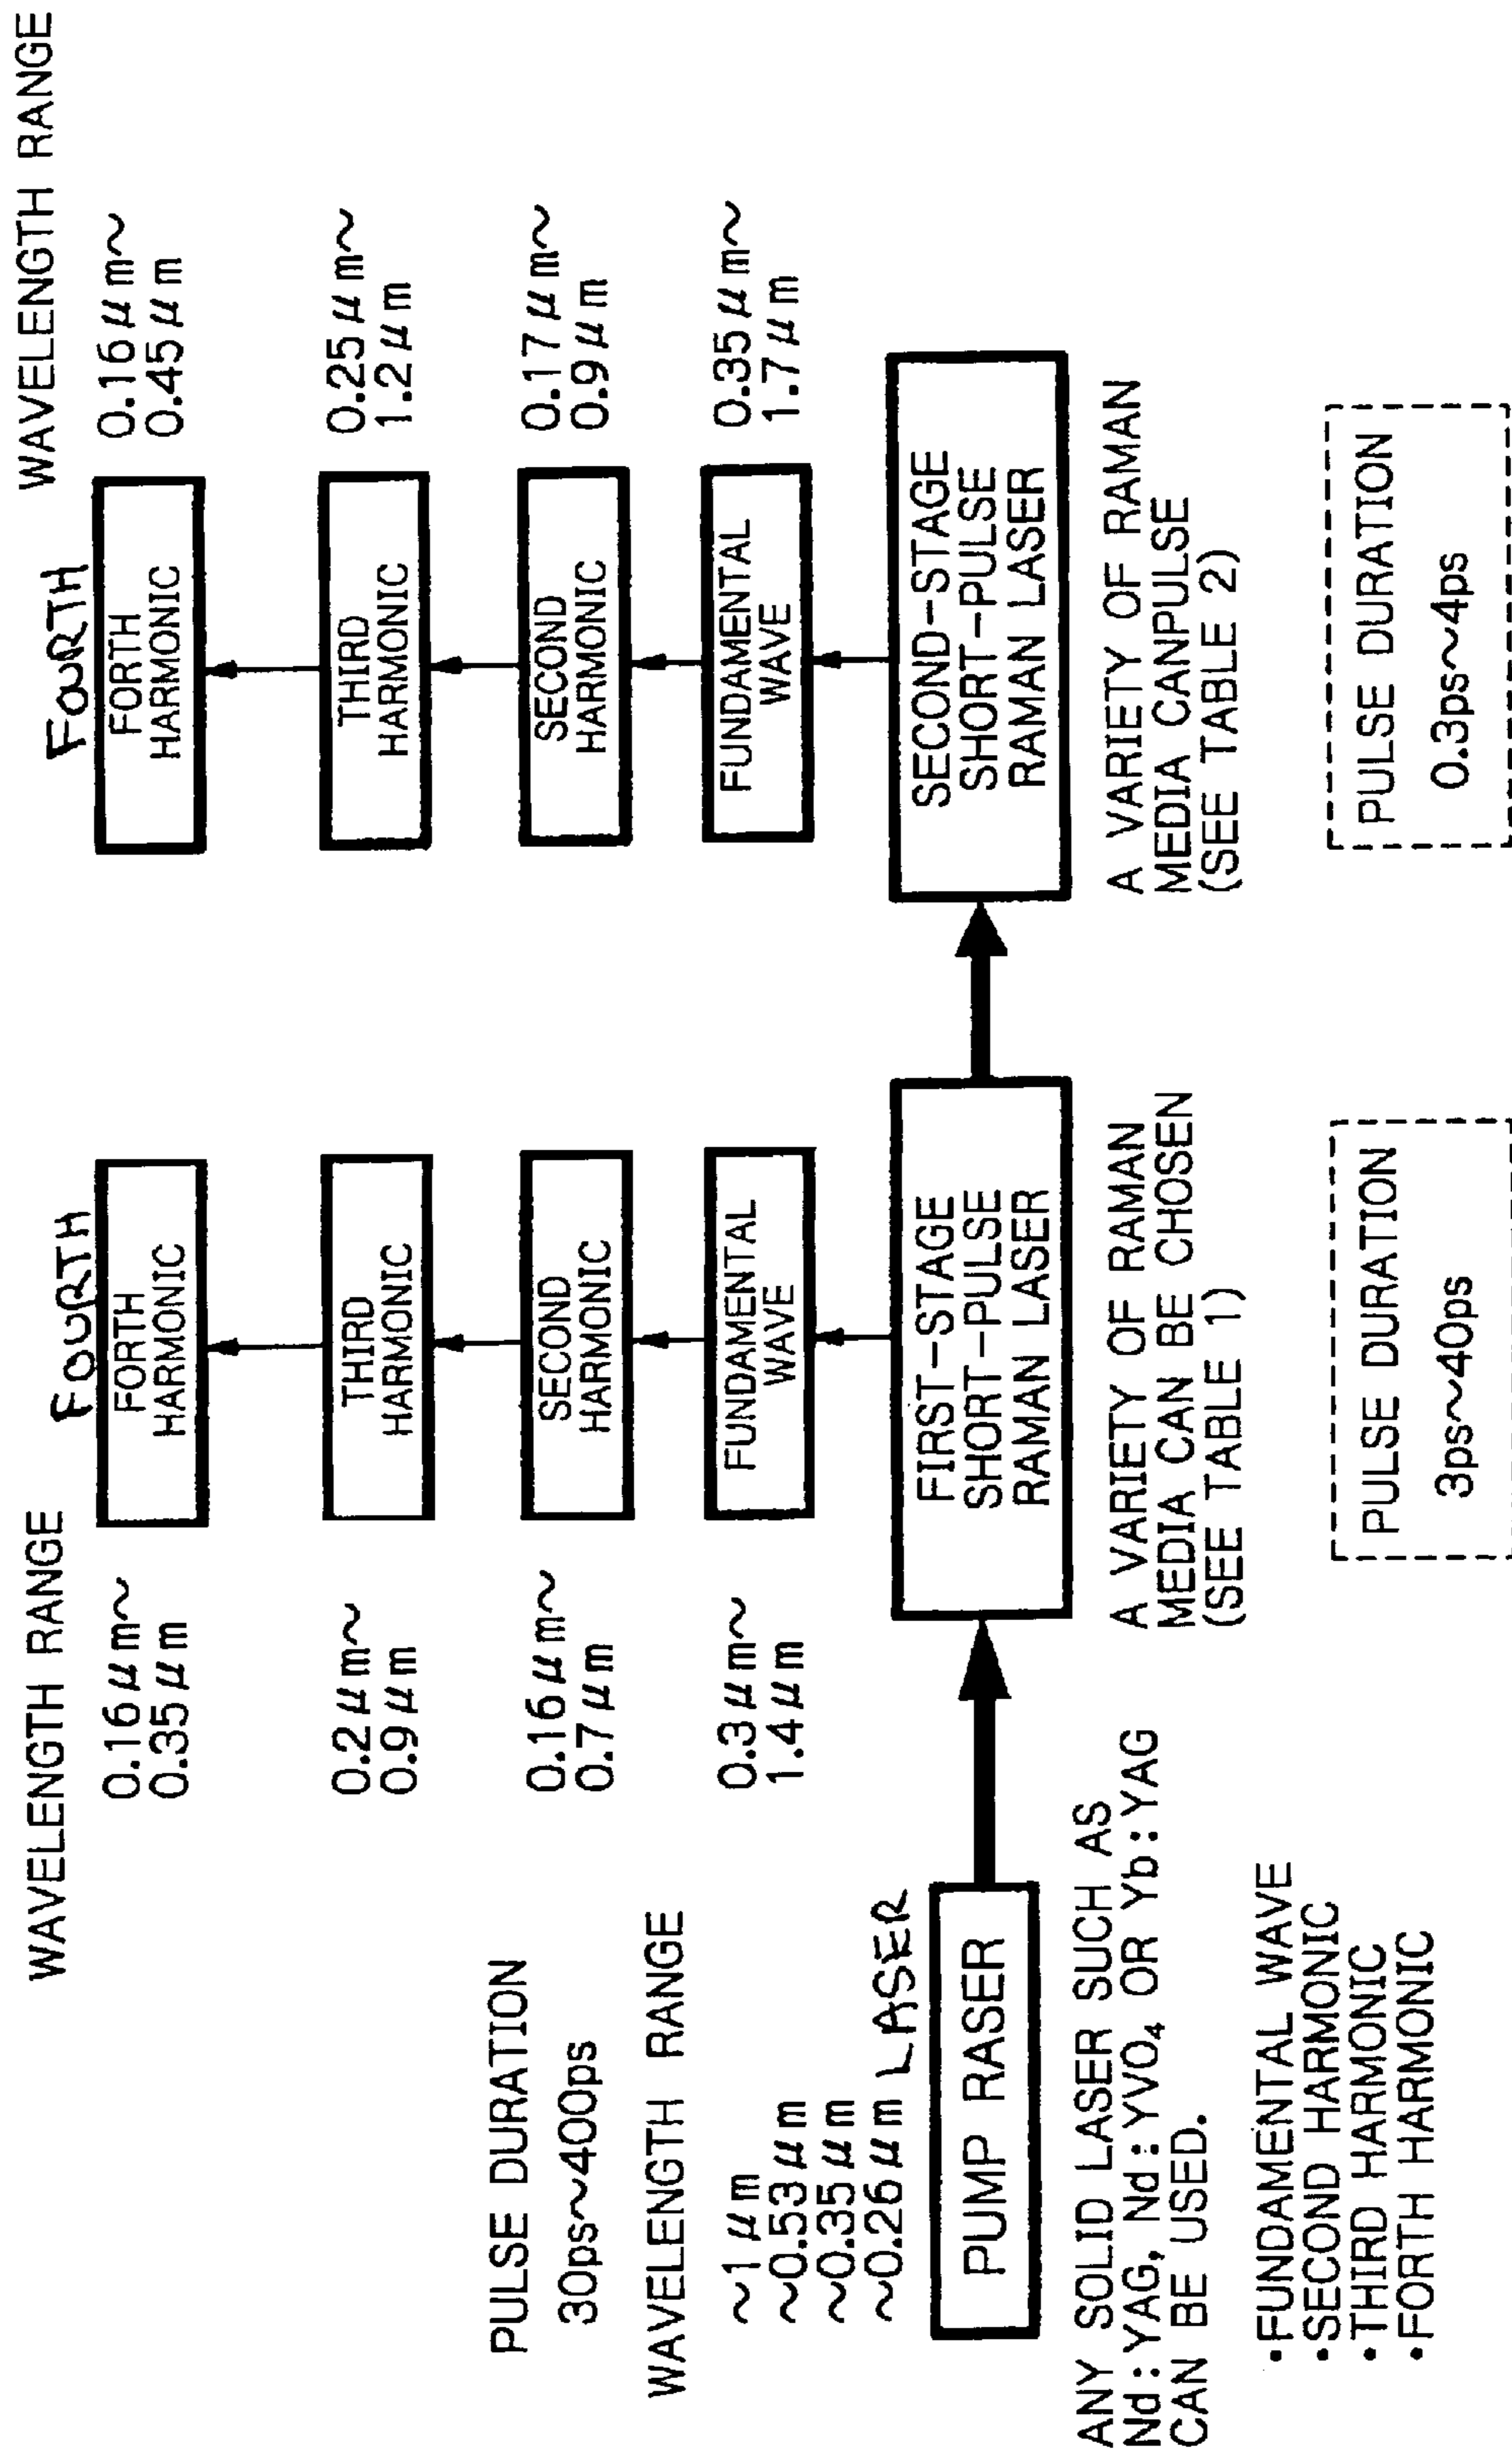 PULSE DURATION
30ps~400ps
WAVELENGTH RANGE
~1μm
~0.53μm
~0.35μm
~0.26μm
LASER
PUMP RASER
ANY SOLID LASER SUCH AS
Nd:YAG, Nd:YVO₄ OR Yb:YAG
CAN BE USED.
·FUNDAMENTAL WAVE
·SECOND HARMONIC
·THIRD HARMONIC
·FORTH HARMONIC
WAVELENGTH RANGE
0.16μm~
0.35μm
FOURTH
FORTH
HARMONIC
0.2μm~
0.9μm
THIRD
HARMONIC
0.16μm~
0.7μm
SECOND
HARMONIC
0.3μm~
1.4μm
FUNDAMENTAL
WAVE
FIRST-STAGE
SHORT-PULSE
RAMAN LASER
A VARIETY OF RAMAN
MEDIA CAN BE CHOSEN
(SEE TABLE 1)
PULSE DURATION
3ps~40ps
WAVELENGTH RANGE
FOURTH
FORTH
HARMONIC
0.16μm~
0.45μm
THIRD
HARMONIC
0.25μm~
1.2μm
SECOND
HARMONIC
0.17μm~
0.9μm
FUNDAMENTAL
WAVE
0.35μm~
1.7μm
SECOND-STAGE
SHORT-PULSE
RAMAN LASER
A VARIETY OF RAMAN
MEDIA CANPULSE
(SEE TABLE 2)
PULSE DURATION
0.3ps~4ps